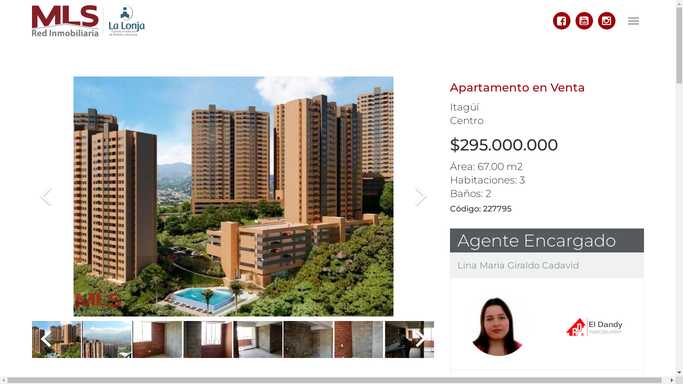 MLS
Red Inmobiliaria
La Lonja
Apartamento en Venta
Itagüí
Centro
$295.000.000
Área: 67.00 m2
Habitaciones: 3
Baños: 2
Código: 227795
Agente Encargado
Lina Maria Giraldo Cadavid
MLS
El Dandy